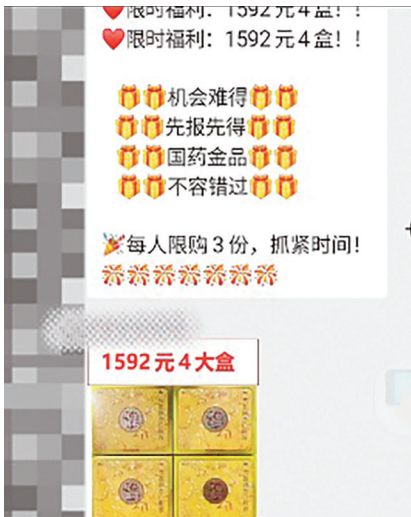 ❤️限时福利：1592元4盒！！
❤️限时福利：1592元4盒！！
🎁🎁机会难得🎁🎁
🎁🎁先报先得🎁🎁
🎁🎁国药金品🎁🎁
🎁🎁不容错过🎁🎁
🎉每人限购3份，抓紧时间！
🎊🎊🎊🎊🎊🎊🎊
1592元4大盒